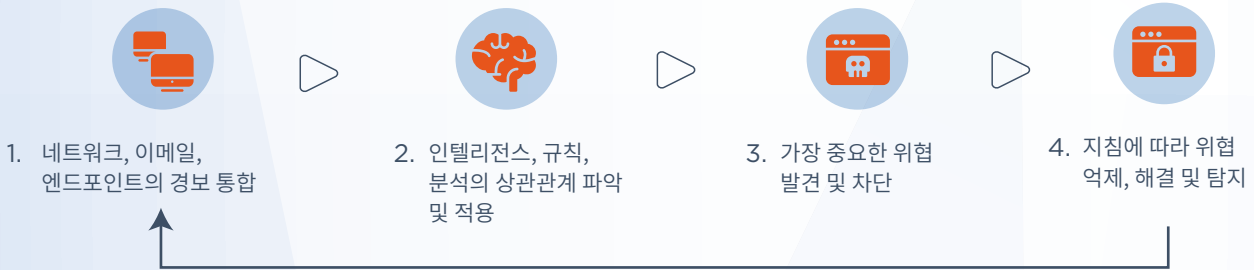 1. 네트워크, 이메일,
엔드포인트의 경보 통합
2. 인텔리전스, 규칙,
분석의 상관관계 파악
및 적용
3. 가장 중요한 위협
발견 및 차단
4. 지침에 따라 위협
억제, 해결 및 탐지